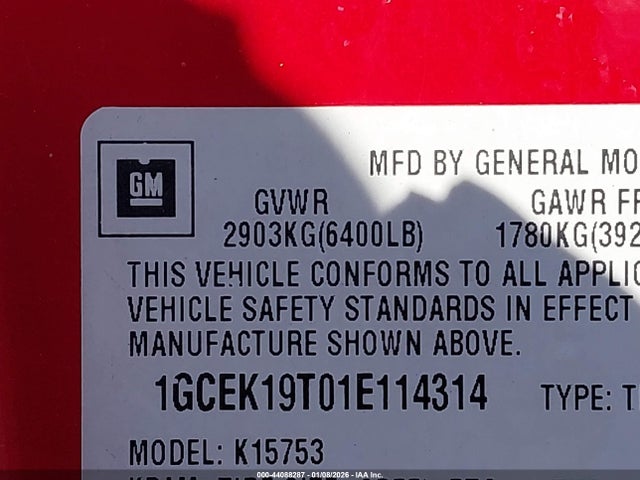 MFD BY GENERAL MO
GM
GVWR GAWR FR
2903KG(6400LB) 1780KG(392
THIS VEHICLE CONFORMS TO ALL APPLIC
VEHICLE SAFETY STANDARDS IN EFFECT
MANUFACTURE SHOWN ABOVE.
1GCEK19T01E114314 TYPE: T
MODEL: K15753
000-44088287 - 01/08/2026 - IAA Inc.